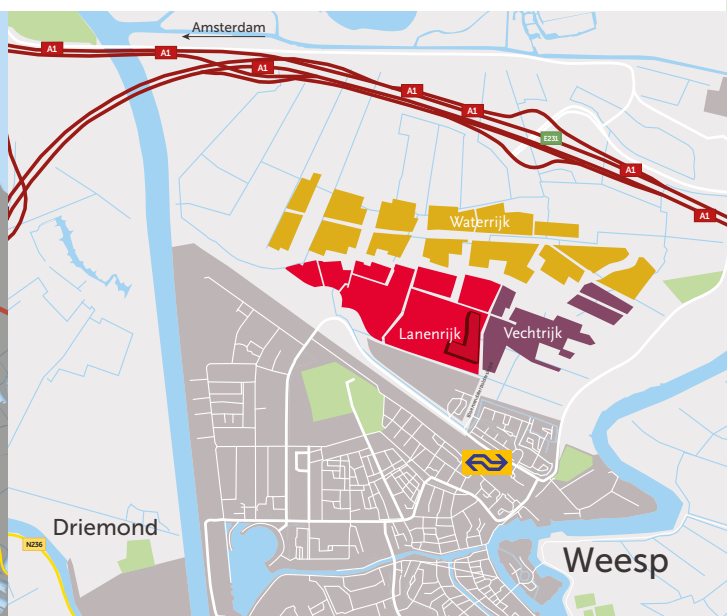 Amsterdam
A1
A1
A1
A1
A1
E231
A1
A1
Waterrijk
Lanenrijk
Vechtrijk
Driemond
N236
Weesp